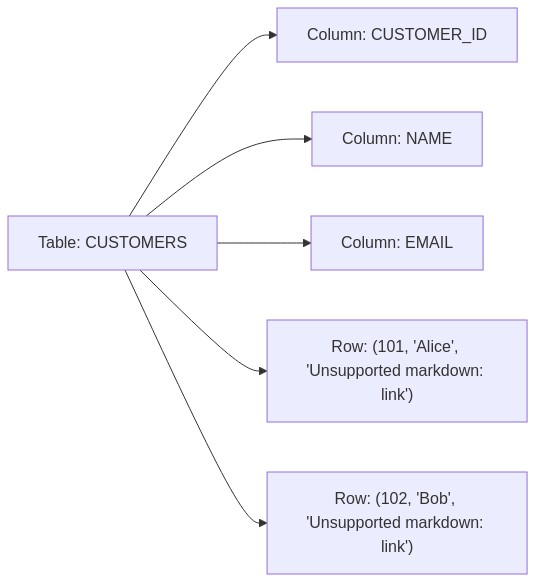 Column: CUSTOMER_ID
Column: NAME
Table: CUSTOMERS
Column: EMAIL
Row: (101, 'Alice',
'Unsupported markdown:
link')
Row: (102, 'Bob',
'Unsupported markdown:
link')